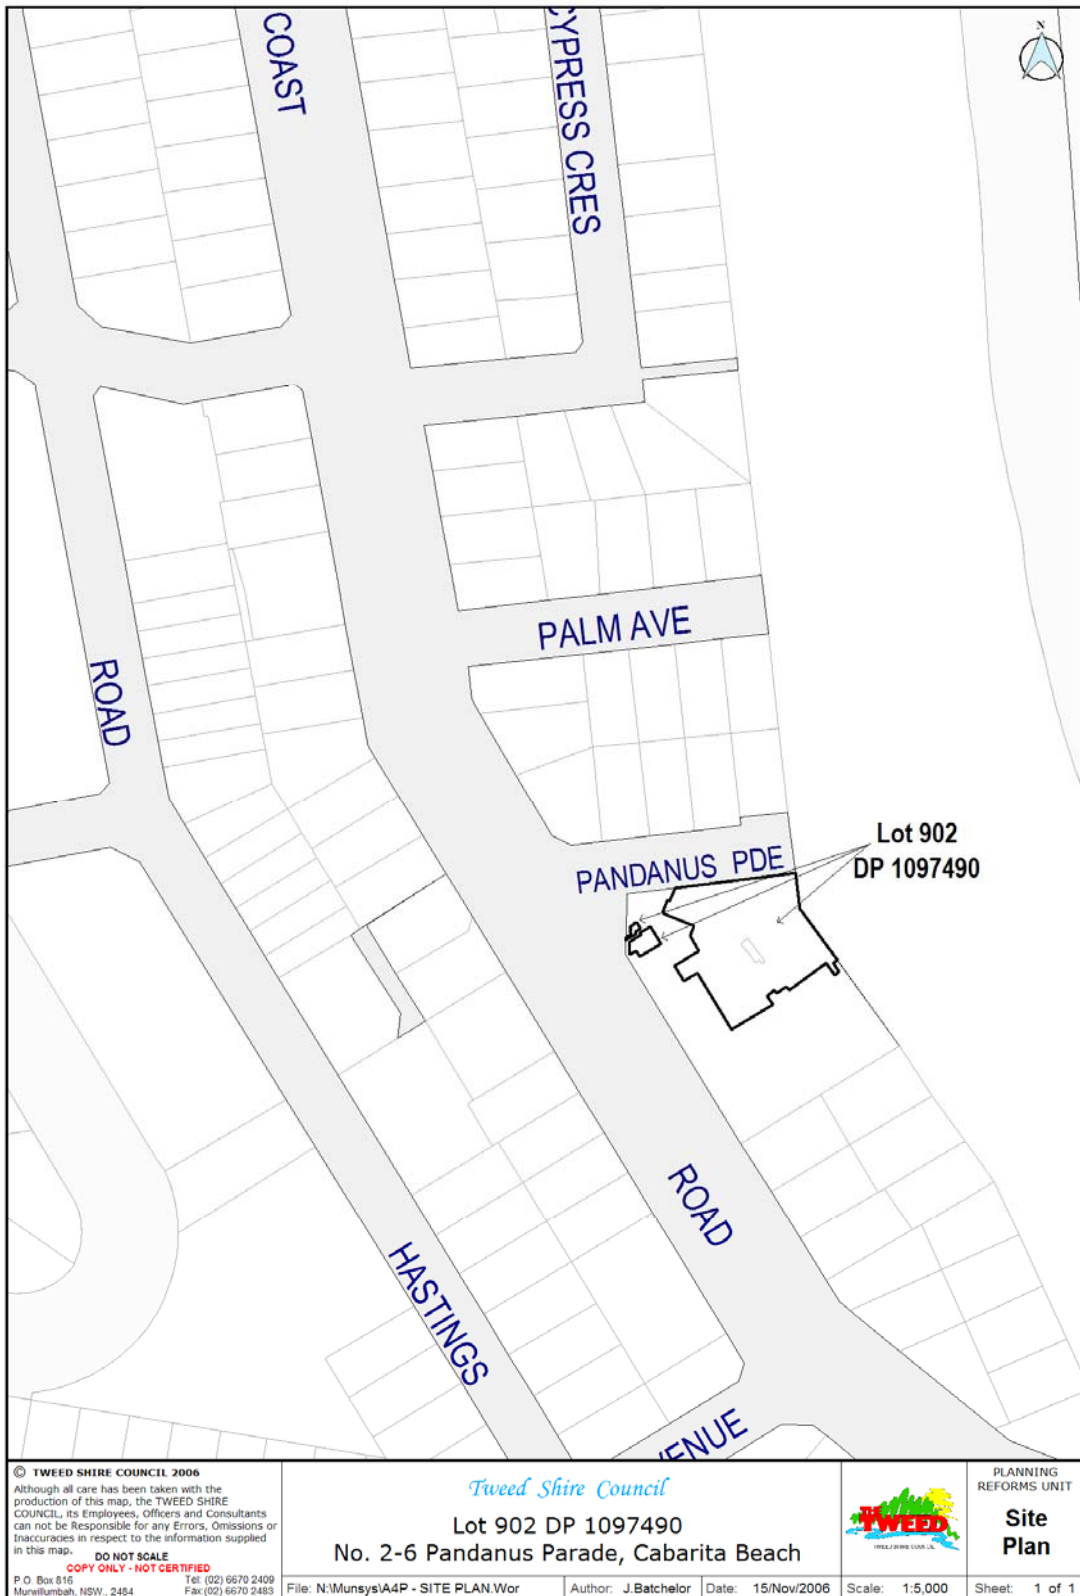 COAST
CYPRESS CRES
N
PALM AVE
ROAD
Lot 902
DP 1097490
PANDANUS PDE
ROAD
HASTINGS
VENUE
© TWEED SHIRE COUNCIL 2006
Although all care has been taken with the
production of this map, the TWEED SHIRE
COUNCIL, its Employees, Officers and Consultants
can not be Responsible for any Errors, Omissions or
Inaccuracies in respect to the information supplied
in this map.
DO NOT SCALE
COPY ONLY - NOT CERTIFIED
P.O. Box 816
Murwillumbah, NSW., 2484
Tel: (02) 6670 2409
Fax:(02) 6670 2483
Tweed Shire Council
Lot 902 DP 1097490
No. 2-6 Pandanus Parade, Cabarita Beach
File: N:\Munsys\A4P - SITE PLAN.Wor
Author: J.Batchelor
Date: 15/Nov/2006
TWEED
TWEED SHIRE COUNCIL
Scale: 1:5,000
PLANNING
REFORMS UNIT
Site
Plan
Sheet: 1 of 1